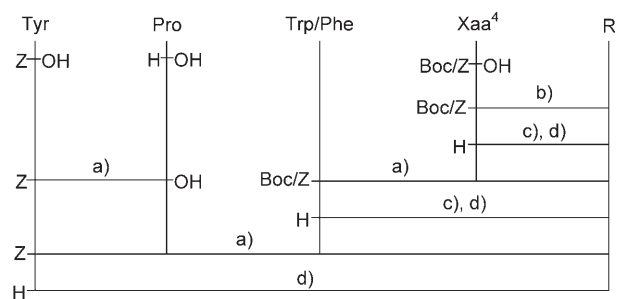 Tyr Pro Trp/Phe Xaa⁴ R
Z OH H OH Boc/Z OH
Boc/Z b)
H c), d)
Z a) OH Boc/Z a)
H c), d)
Z a)
H d)